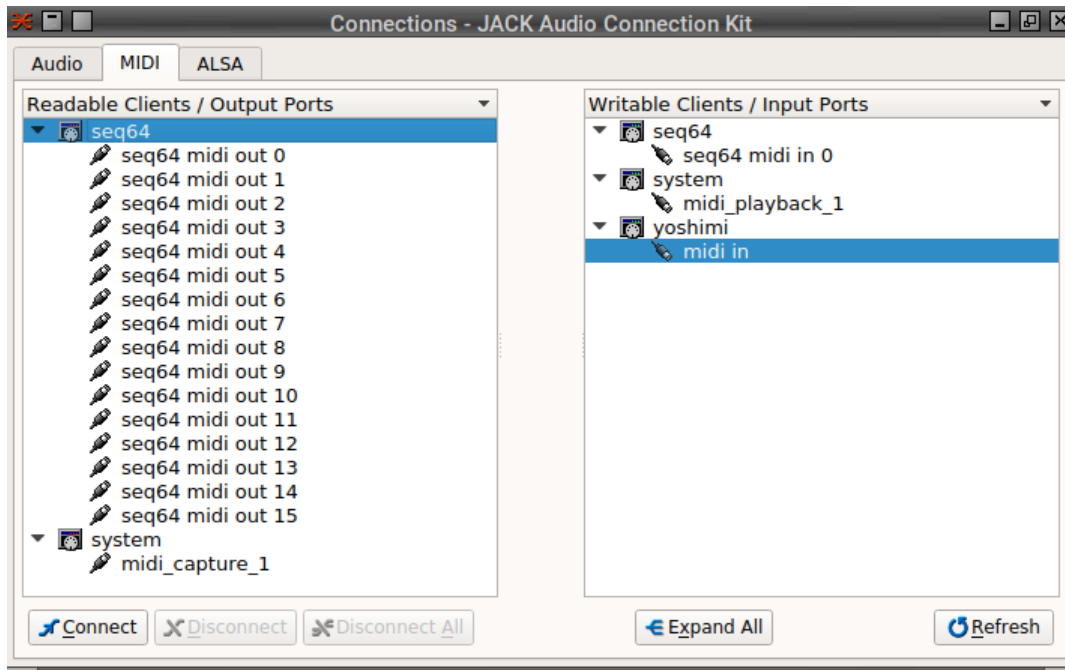 Connections - JACK Audio Connection Kit
Audio MIDI ALSA
Readable Clients / Output Ports
seq64
seq64 midi out 0
seq64 midi out 1
seq64 midi out 2
seq64 midi out 3
seq64 midi out 4
seq64 midi out 5
seq64 midi out 6
seq64 midi out 7
seq64 midi out 8
seq64 midi out 9
seq64 midi out 10
seq64 midi out 11
seq64 midi out 12
seq64 midi out 13
seq64 midi out 14
seq64 midi out 15
system
midi_capture_1
Writable Clients / Input Ports
seq64
seq64 midi in 0
system
midi_playback_1
yoshimi
midi in
Connect Disconnect Disconnect All Expand All Refresh